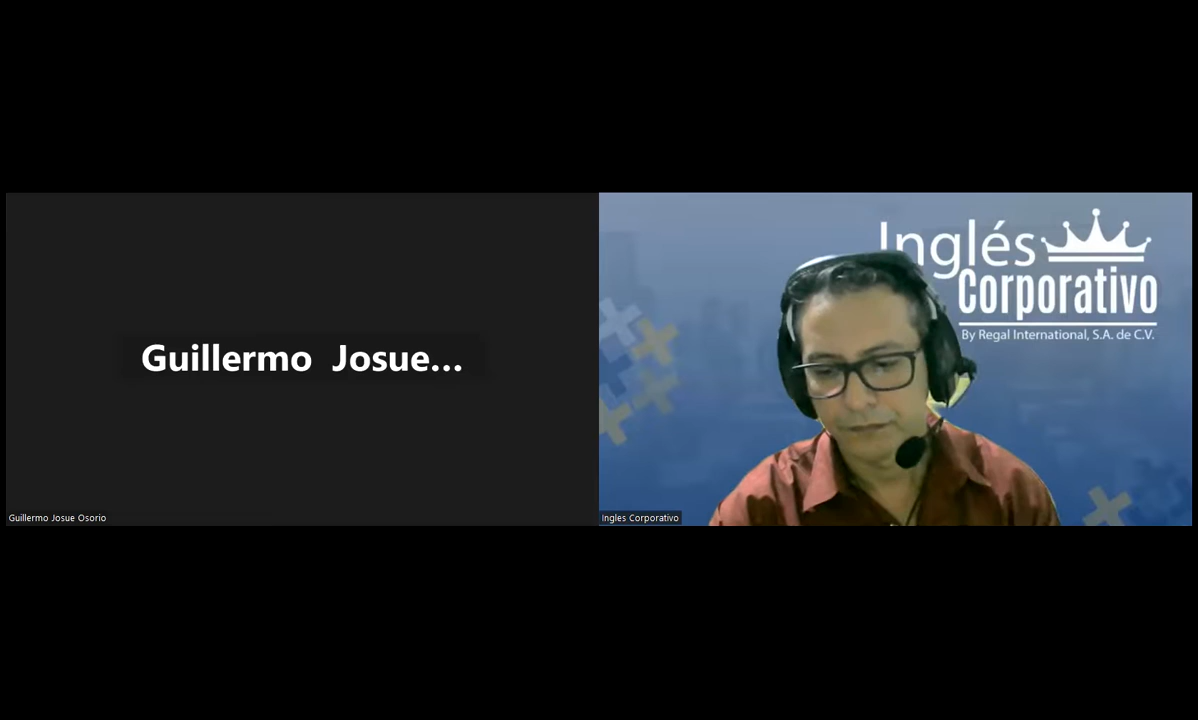 Guillermo Josue...
Guillermo Josue Osorio
Inglés
Corporativo
By Regal International, S.A. de C.V.
Ingles Corporativo